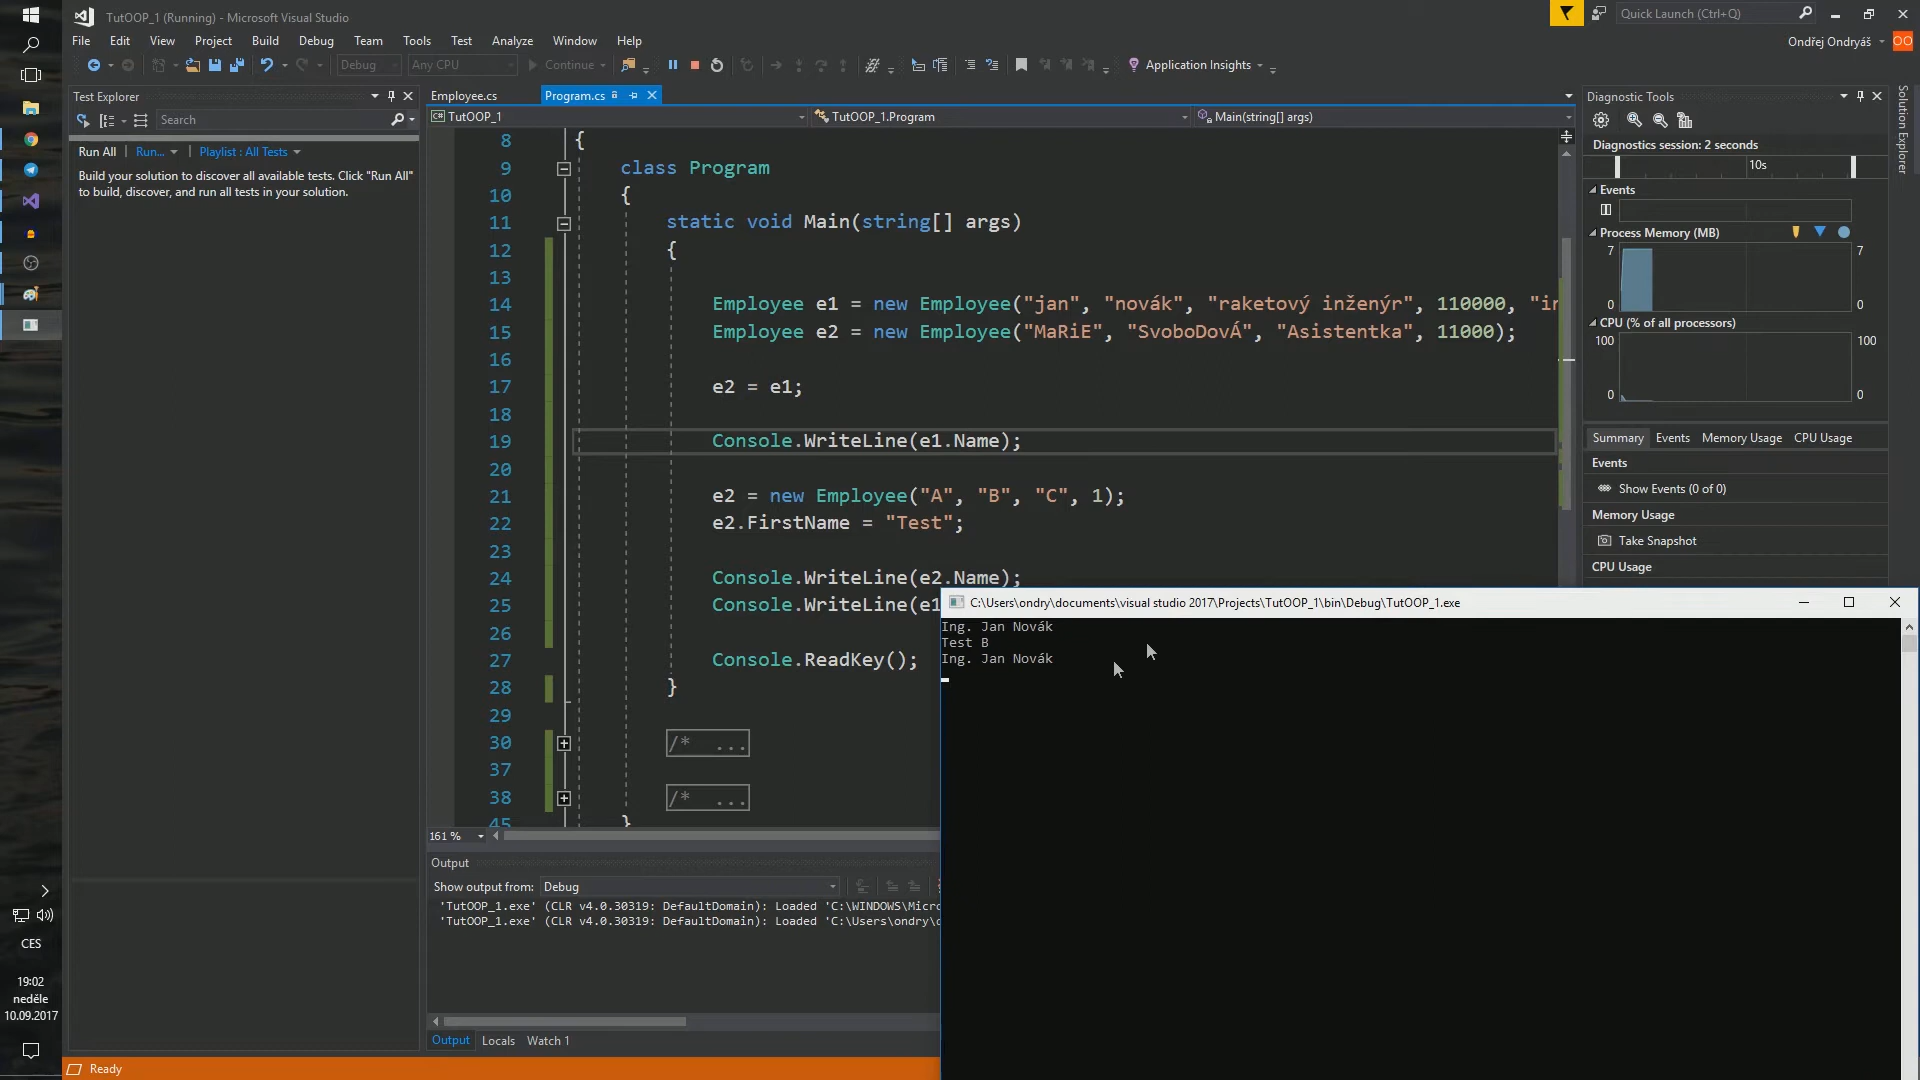 TutOOP_1 (Running) - Microsoft Visual Studio
Quick Launch (Ctrl+Q)
File Edit View Project Build Debug Team Tools Test Analyze Window Help
Ondřej Ondryáš OO
Debug Any CPU Continue Application Insights
Test Explorer
Search
Run All Run... Playlist : All Tests
Build your solution to discover all available tests. Click "Run All"
to build, discover, and run all tests in your solution.
Employee.cs Program.cs
TutOOP_1 TutOOP_1.Program Main(string[] args)
8 {
9 class Program
10 {
11 static void Main(string[] args)
12 {
13
14 Employee e1 = new Employee("jan", "novák", "raketový inženýr", 110000, "in
15 Employee e2 = new Employee("MaRiE", "SvoboDovÁ", "Asistentka", 11000);
16
17 e2 = e1;
18
19 Console.WriteLine(e1.Name);
20
21 e2 = new Employee("A", "B", "C", 1);
22 e2.FirstName = "Test";
23
24 Console.WriteLine(e2.Name);
25 Console.WriteLine(e1
26
27 Console.ReadKey();
28 }
29
30 /* ...
37
38 /* ...
45 }
161 %
Output
Show output from: Debug
'TutOOP_1.exe' (CLR v4.0.30319: DefaultDomain): Loaded 'C:\WINDOWS\Micro
'TutOOP_1.exe' (CLR v4.0.30319: DefaultDomain): Loaded 'C:\Users\ondry\d
Output Locals Watch 1
Ready
Diagnostic Tools
Diagnostics session: 2 seconds
10s
Events
Process Memory (MB)
7 7
0 0
CPU (% of all processors)
100 100
0 0
Summary Events Memory Usage CPU Usage
Events
Show Events (0 of 0)
Memory Usage
Take Snapshot
CPU Usage
Solution Explorer
C:\Users\ondry\documents\visual studio 2017\Projects\TutOOP_1\bin\Debug\TutOOP_1.exe
Ing. Jan Novák
Test B
Ing. Jan Novák
CES
19:02
neděle
10.09.2017